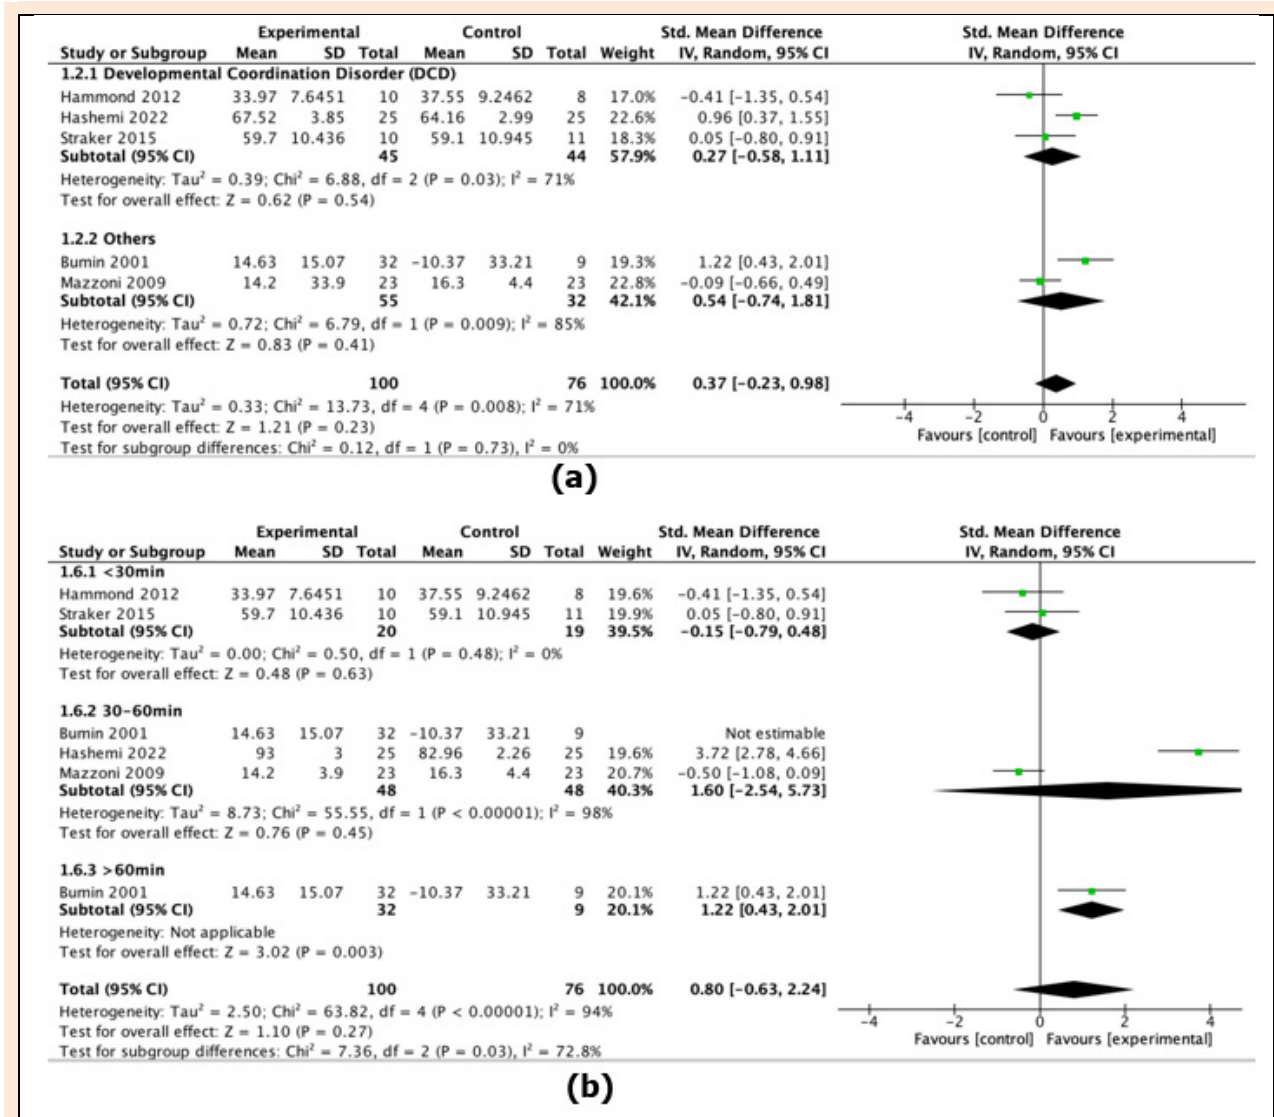 Experimental Control Std. Mean Difference Std. Mean Difference
Study or Subgroup Mean SD Total Mean SD Total Weight IV, Random, 95% CI IV, Random, 95% CI
1.2.1 Developmental Coordination Disorder (DCD)
Hammond 2012 33.97 7.6451 10 37.55 9.2462 8 17.0% -0.41 [-1.35, 0.54]
Hashemi 2022 67.52 3.85 25 64.16 2.99 25 22.6% 0.96 [0.37, 1.55]
Straker 2015 59.7 10.436 10 59.1 10.945 11 18.3% 0.05 [-0.80, 0.91]
Subtotal (95% CI) 45 44 57.9% 0.27 [-0.58, 1.11]
Heterogeneity: Tau² = 0.39; Chi² = 6.88, df = 2 (P = 0.03); I² = 71%
Test for overall effect: Z = 0.62 (P = 0.54)
1.2.2 Others
Bumin 2001 14.63 15.07 32 -10.37 33.21 9 19.3% 1.22 [0.43, 2.01]
Mazzoni 2009 14.2 33.9 23 16.3 4.4 23 22.8% -0.09 [-0.66, 0.49]
Subtotal (95% CI) 55 32 42.1% 0.54 [-0.74, 1.81]
Heterogeneity: Tau² = 0.72; Chi² = 6.79, df = 1 (P = 0.009); I² = 85%
Test for overall effect: Z = 0.83 (P = 0.41)
Total (95% CI) 100 76 100.0% 0.37 [-0.23, 0.98]
Heterogeneity: Tau² = 0.33; Chi² = 13.73, df = 4 (P = 0.008); I² = 71%
Test for overall effect: Z = 1.21 (P = 0.23)
Test for subgroup differences: Chi² = 0.12, df = 1 (P = 0.73), I² = 0%
-4 -2 0 2 4
Favours [control] Favours [experimental]
(a)
Experimental Control Std. Mean Difference Std. Mean Difference
Study or Subgroup Mean SD Total Mean SD Total Weight IV, Random, 95% CI IV, Random, 95% CI
1.6.1 <30min
Hammond 2012 33.97 7.6451 10 37.55 9.2462 8 19.6% -0.41 [-1.35, 0.54]
Straker 2015 59.7 10.436 10 59.1 10.945 11 19.9% 0.05 [-0.80, 0.91]
Subtotal (95% CI) 20 19 39.5% -0.15 [-0.79, 0.48]
Heterogeneity: Tau² = 0.00; Chi² = 0.50, df = 1 (P = 0.48); I² = 0%
Test for overall effect: Z = 0.48 (P = 0.63)
1.6.2 30-60min
Bumin 2001 14.63 15.07 32 -10.37 33.21 9 Not estimable
Hashemi 2022 93 3 25 82.96 2.26 25 19.6% 3.72 [2.78, 4.66]
Mazzoni 2009 14.2 3.9 23 16.3 4.4 23 20.7% -0.50 [-1.08, 0.09]
Subtotal (95% CI) 48 48 40.3% 1.60 [-2.54, 5.73]
Heterogeneity: Tau² = 8.73; Chi² = 55.55, df = 1 (P < 0.00001); I² = 98%
Test for overall effect: Z = 0.76 (P = 0.45)
1.6.3 >60min
Bumin 2001 14.63 15.07 32 -10.37 33.21 9 20.1% 1.22 [0.43, 2.01]
Subtotal (95% CI) 32 9 20.1% 1.22 [0.43, 2.01]
Heterogeneity: Not applicable
Test for overall effect: Z = 3.02 (P = 0.003)
Total (95% CI) 100 76 100.0% 0.80 [-0.63, 2.24]
Heterogeneity: Tau² = 2.50; Chi² = 63.82, df = 4 (P < 0.00001); I² = 94%
Test for overall effect: Z = 1.10 (P = 0.27)
Test for subgroup differences: Chi² = 7.36, df = 2 (P = 0.03), I² = 72.8%
-4 -2 0 2 4
Favours [control] Favours [experimental]
(b)